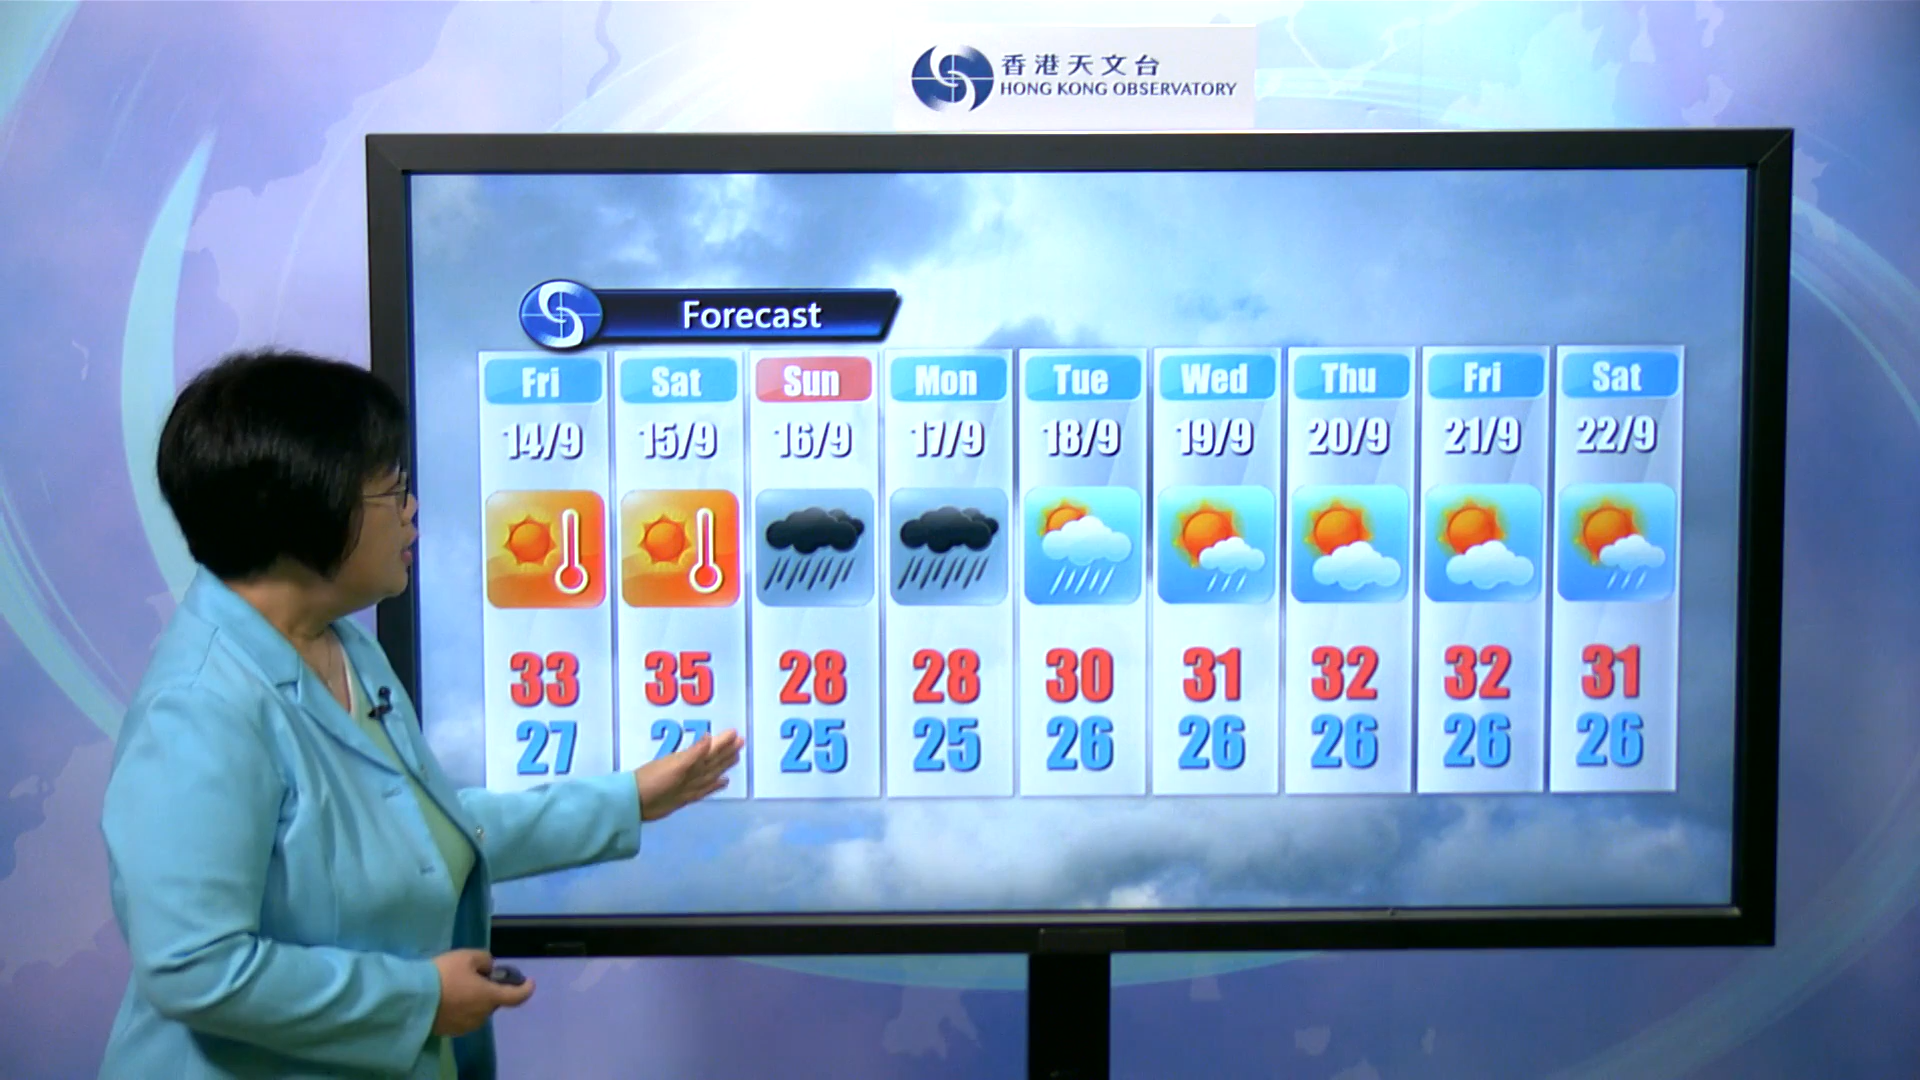 香港天文台
HONG KONG OBSERVATORY
Forecast
Fri Sat Sun Mon Tue Wed Thu Fri Sat
14/9 15/9 16/9 17/9 18/9 19/9 20/9 21/9 22/9
33 35 28 28 30 31 32 32 31
27 27 25 25 26 26 26 26 26